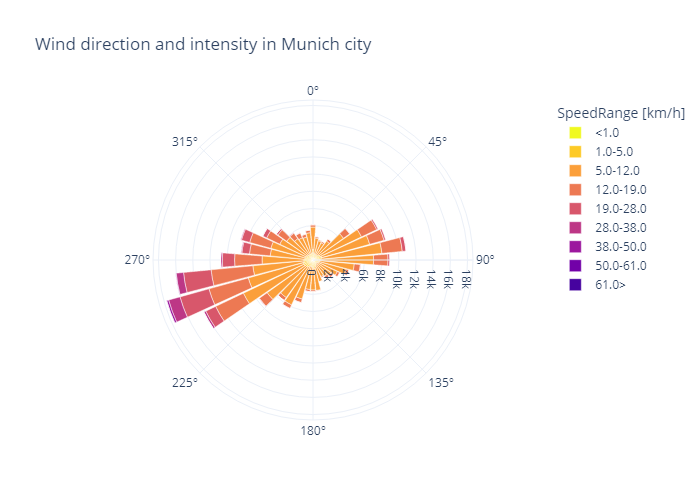 Wind direction and intensity in Munich city
0°
45°
90°
135°
180°
225°
270°
315°
0
2k
4k
6k
8k
10k
12k
14k
16k
18k
SpeedRange [km/h]
<1.0
1.0-5.0
5.0-12.0
12.0-19.0
19.0-28.0
28.0-38.0
38.0-50.0
50.0-61.0
61.0>